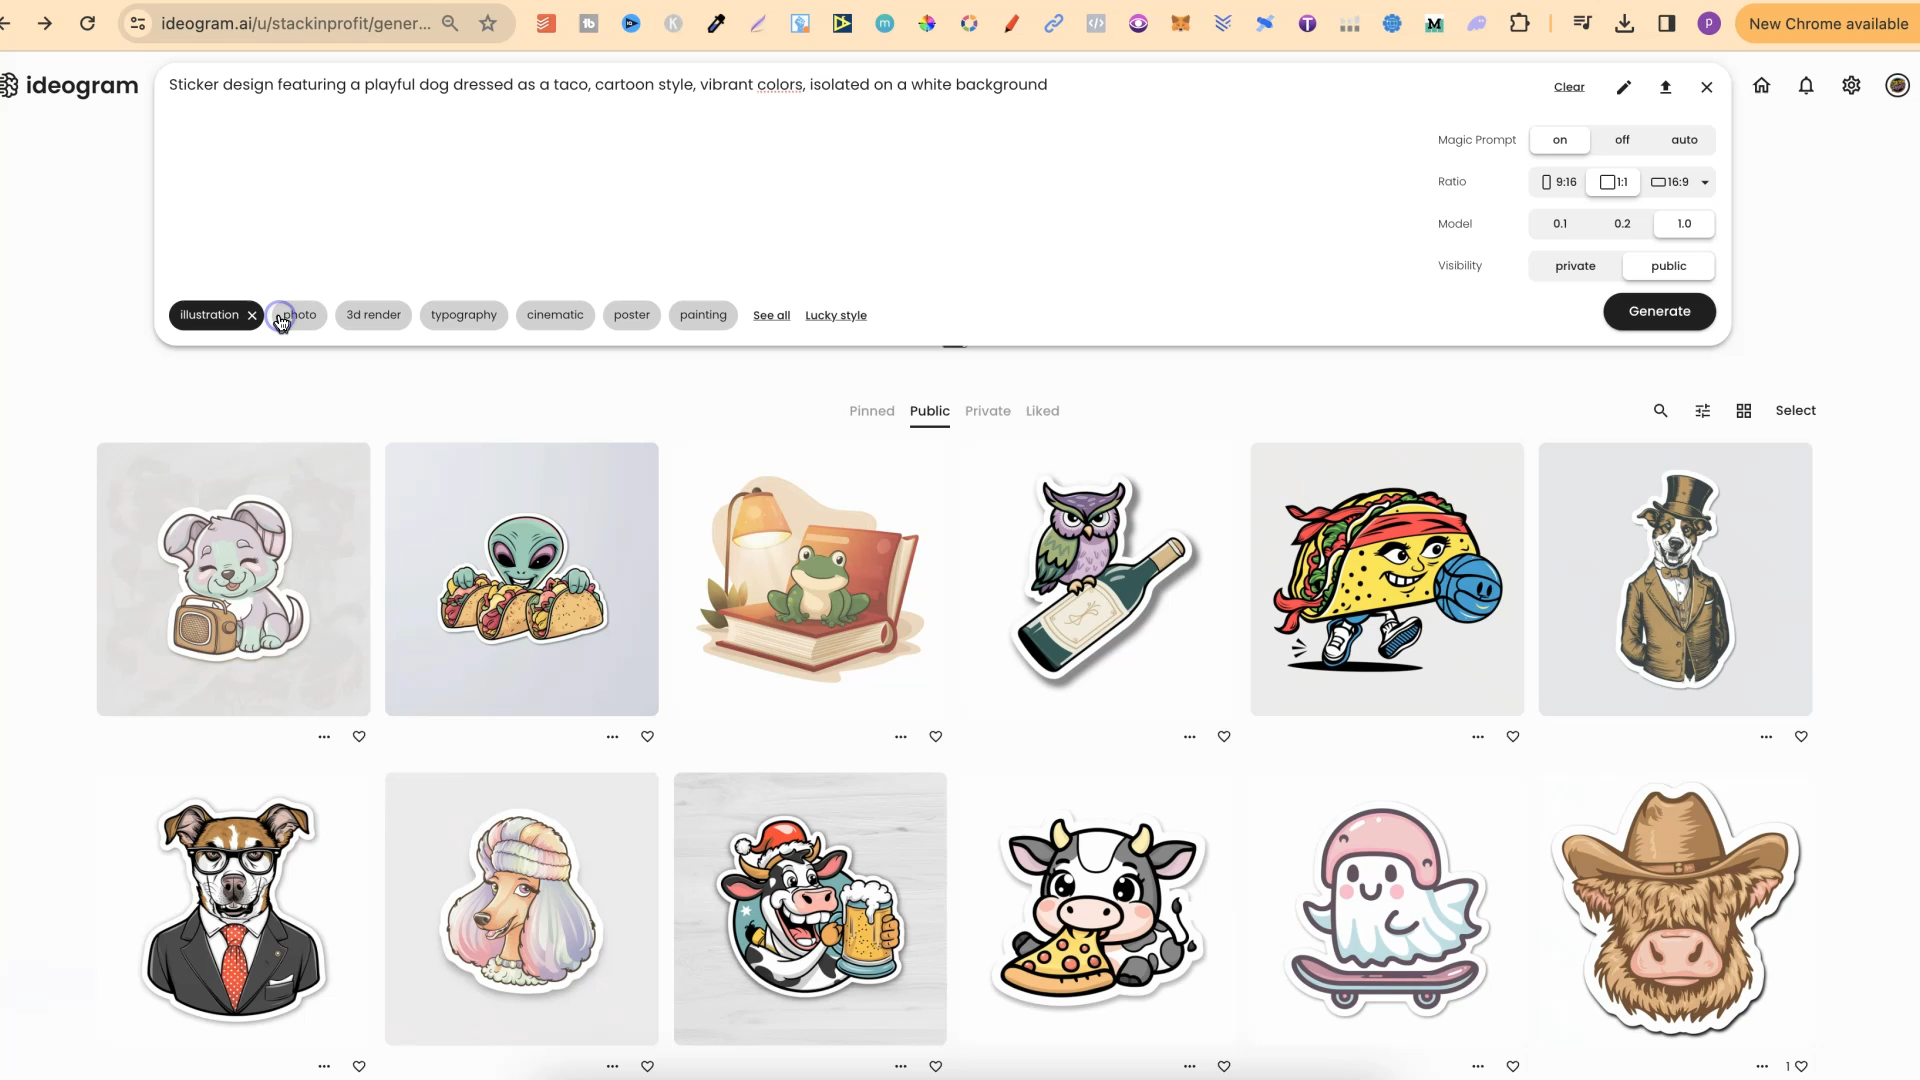 ideogram.ai/u/stackinprofit/gener...
New Chrome available
ideogram
Sticker design featuring a playful dog dressed as a taco, cartoon style, vibrant colors, isolated on a white background
Clear
Magic Prompt on off auto
Ratio 9:16 1:1 16:9
Model 0.1 0.2 1.0
Visibility private public
illustration photo 3d render typography cinematic poster painting See all Lucky style
Generate
Pinned Public Private Liked
Select
1